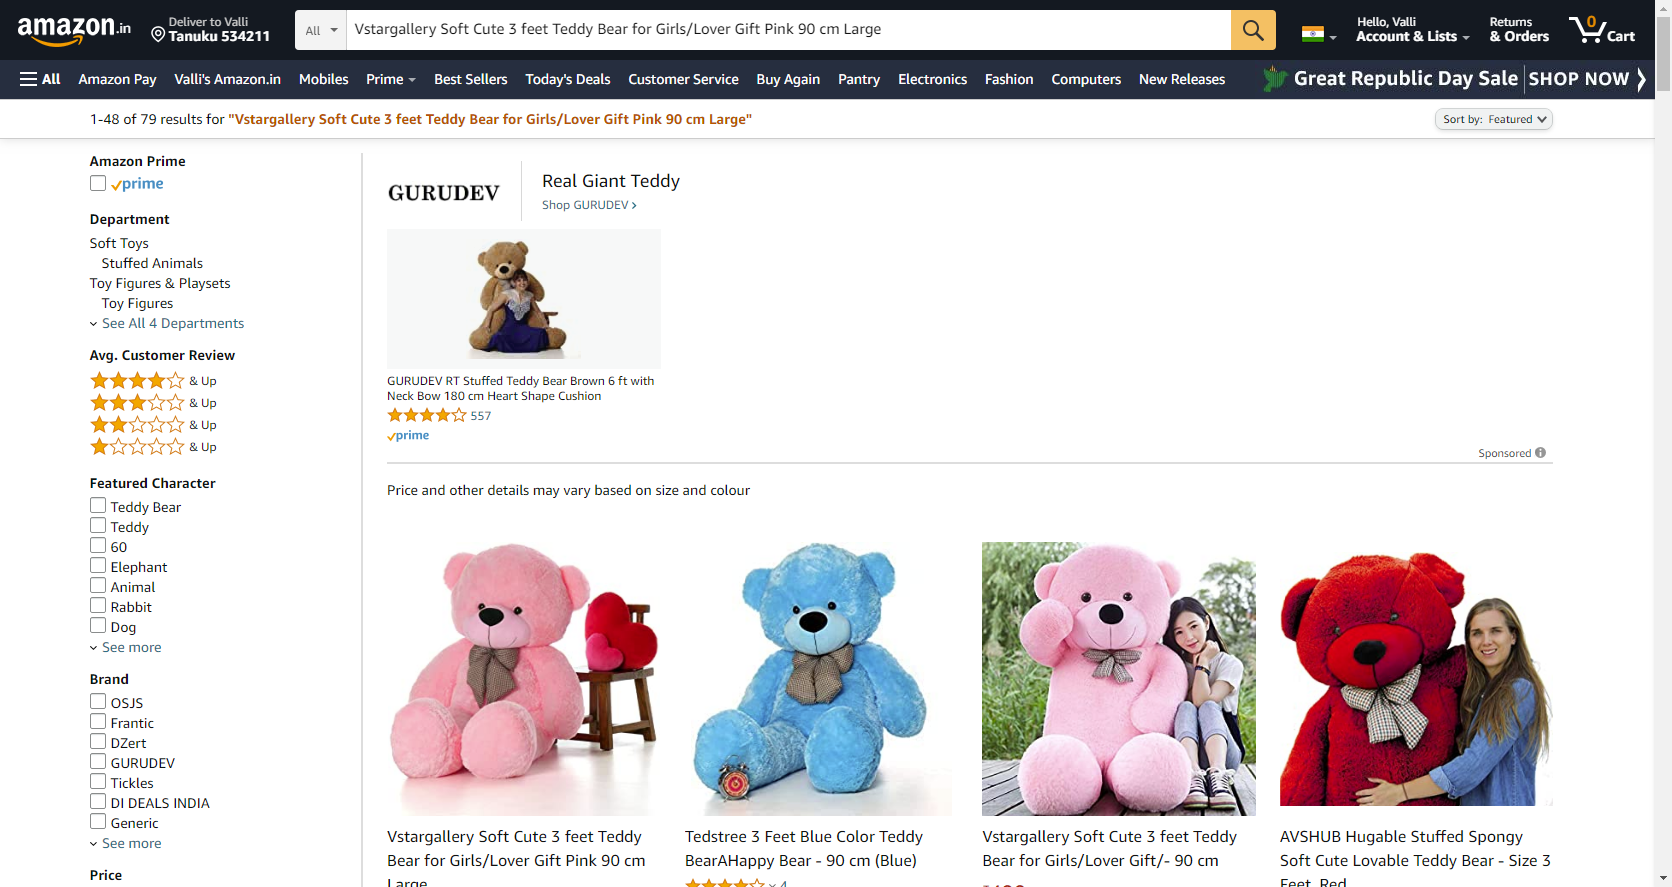 amazon.in
Deliver to Valli
Tanuku 534211
All
Vstargallery Soft Cute 3 feet Teddy Bear for Girls/Lover Gift Pink 90 cm Large
Hello, Valli
Account & Lists
Returns
& Orders
0
Cart
All
Amazon Pay
Valli's Amazon.in
Mobiles
Prime
Best Sellers
Today's Deals
Customer Service
Buy Again
Pantry
Electronics
Fashion
Computers
New Releases
Great Republic Day Sale
SHOP NOW
1-48 of 79 results for "Vstargallery Soft Cute 3 feet Teddy Bear for Girls/Lover Gift Pink 90 cm Large"
Sort by: Featured
Amazon Prime
prime
Department
Soft Toys
Stuffed Animals
Toy Figures & Playsets
Toy Figures
See All 4 Departments
Avg. Customer Review
& Up
& Up
& Up
& Up
Featured Character
Teddy Bear
Teddy
60
Elephant
Animal
Rabbit
Dog
See more
Brand
OSJS
Frantic
DZert
GURUDEV
Tickles
DI DEALS INDIA
Generic
See more
Price
GURUDEV
Real Giant Teddy
Shop GURUDEV ›
GURUDEV RT Stuffed Teddy Bear Brown 6 ft with
Neck Bow 180 cm Heart Shape Cushion
557
prime
Sponsored
Price and other details may vary based on size and colour
Vstargallery Soft Cute 3 feet Teddy
Bear for Girls/Lover Gift Pink 90 cm
Large
Tedstree 3 Feet Blue Color Teddy
BearAHappy Bear - 90 cm (Blue)
4
Vstargallery Soft Cute 3 feet Teddy
Bear for Girls/Lover Gift/- 90 cm
AVSHUB Hugable Stuffed Spongy
Soft Cute Lovable Teddy Bear - Size 3
Feet, Red